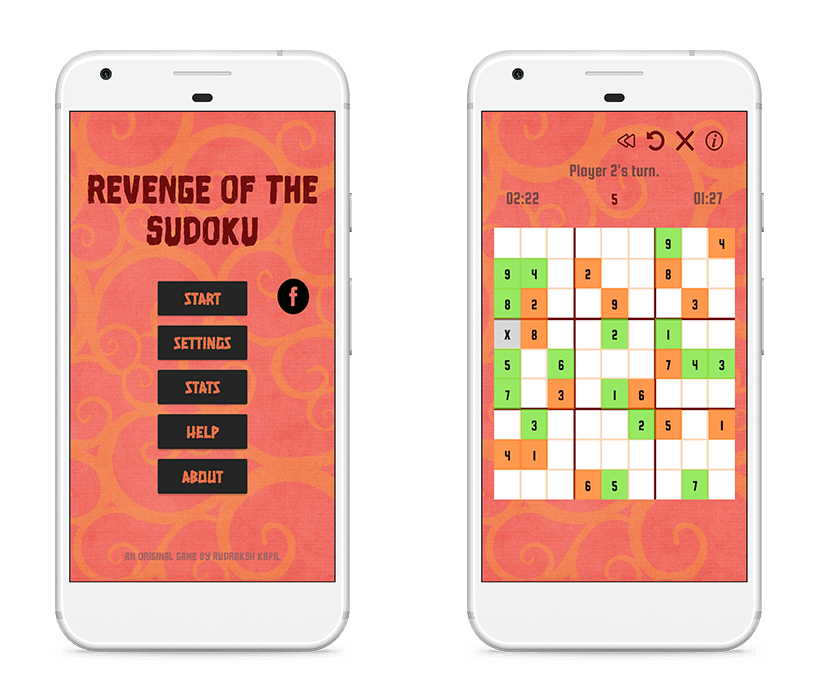 REVENGE OF THE
SUDOKU
START
f
SETTINGS
STATS
HELP
ABOUT
AN ORIGINAL GAME BY RUDRAKSH KAPIL
i
Player 2's turn.
02:22 5 01:27
9 4
9 4 2 8
8 2 9 3
X 8 2 1
5 6 7 4 3
7 3 1 6
3 2 5 1
4 1
6 5 7